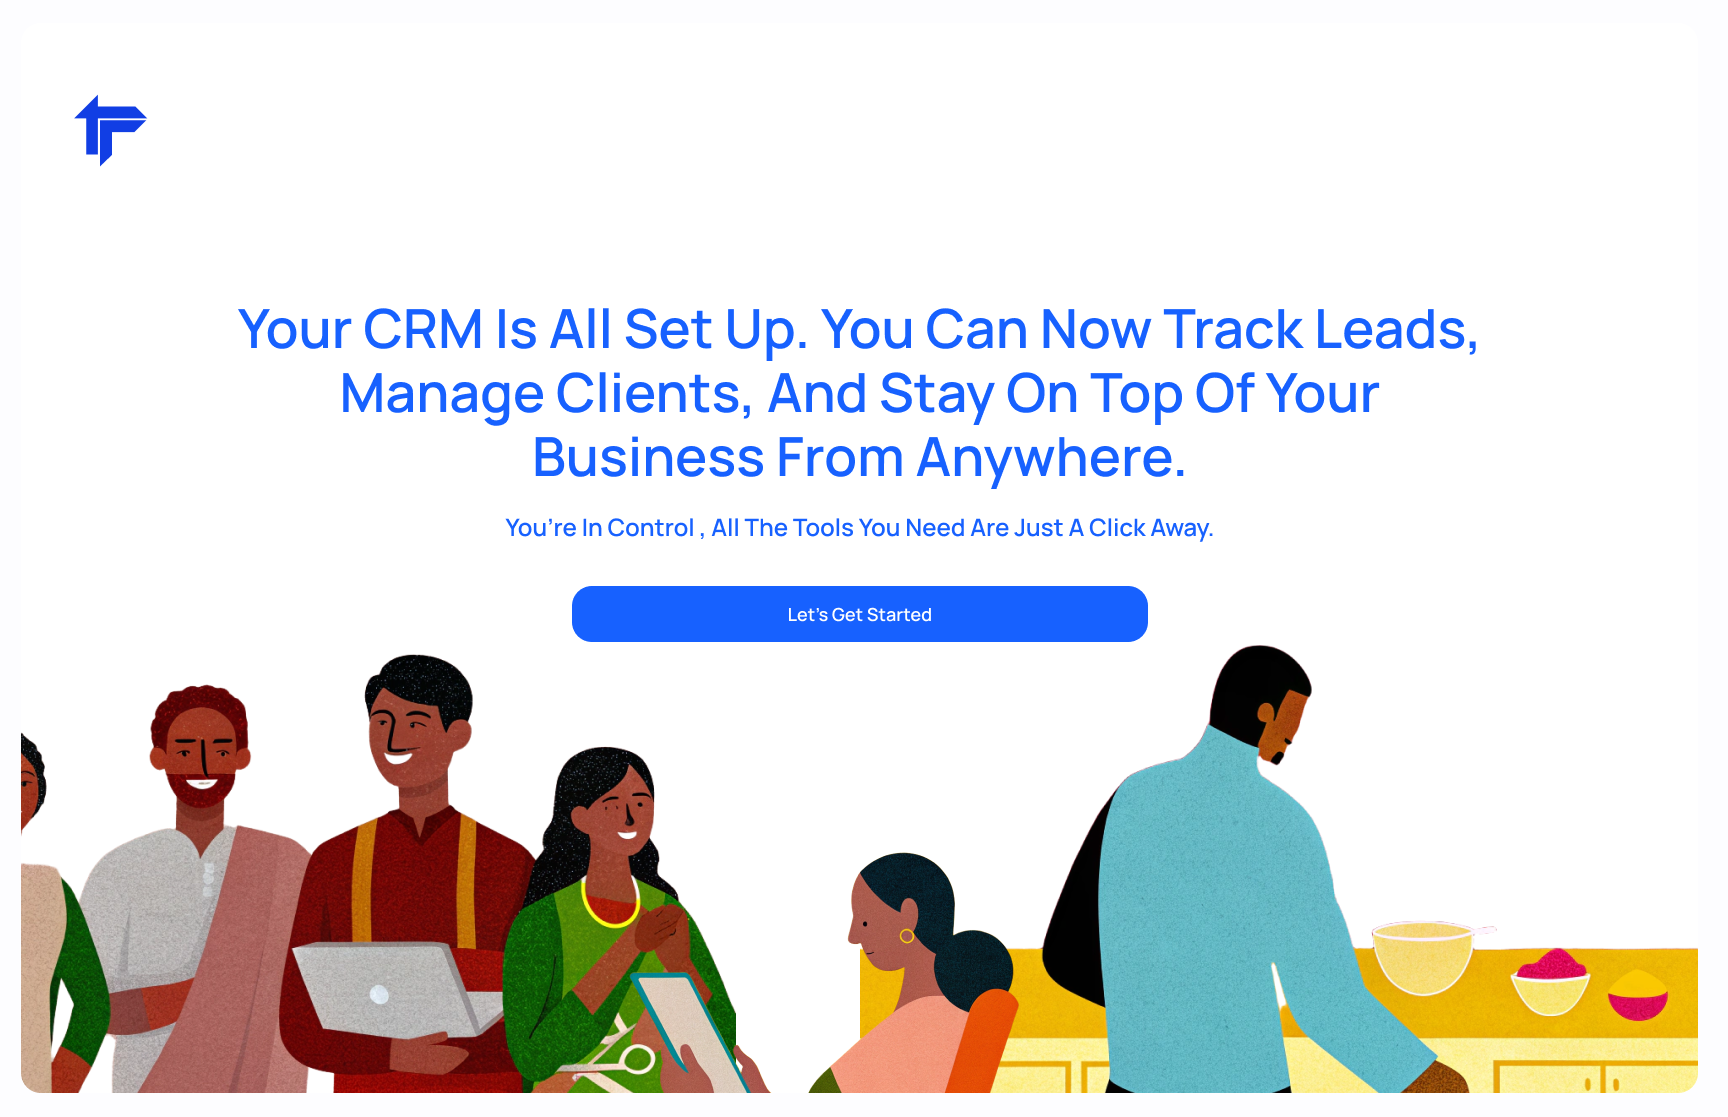 Your CRM Is All Set Up. You Can Now Track Leads,
Manage Clients, And Stay On Top Of Your
Business From Anywhere.
You're In Control , All The Tools You Need Are Just A Click Away.
Let's Get Started